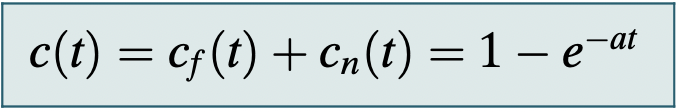 c(t) = c_f(t) + c_n(t) = 1 − e^{−at}